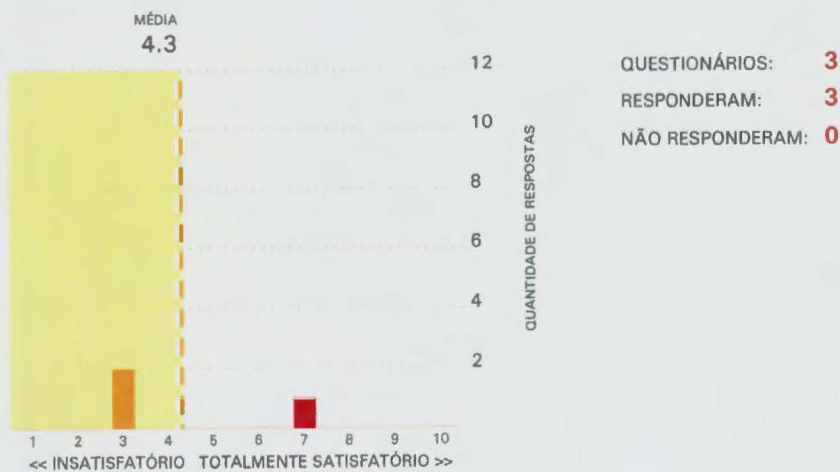 MÉDIA
4.3
12
10
8
6
4
2
QUANTIDADE DE RESPOSTAS
1 2 3 4 5 6 7 8 9 10
<< INSATISFATÓRIO TOTALMENTE SATISFATÓRIO >>
QUESTIONÁRIOS: 3
RESPONDERAM: 3
NÃO RESPONDERAM: 0